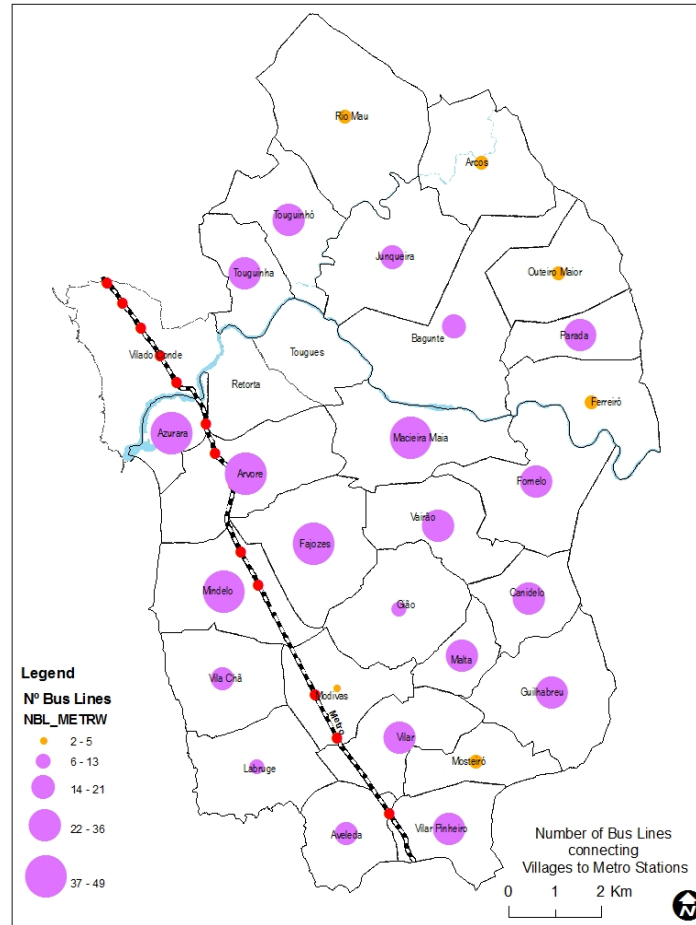 Rio Mau
Arcos
Touguinhó
Junqueira
Touguinha
Outeiro Maior
Bagunte
Parada
Vila do Conde
Tougues
Retorta
Ferreiró
Azurara
Macieira Maia
Arvore
Fornelo
Vairão
Fajozes
Mindelo
Canidelo
Gião
Malta
Vila Chã
Guilhabreu
Modivas
Metro
Vilar
Mosteiró
Labruge
Aveleda
Vilar Pinheiro
Legend
Nº Bus Lines
NBL_METRW
2 - 5
6 - 13
14 - 21
22 - 36
37 - 49
Number of Bus Lines
connecting
Villages to Metro Stations
0 1 2 Km
N